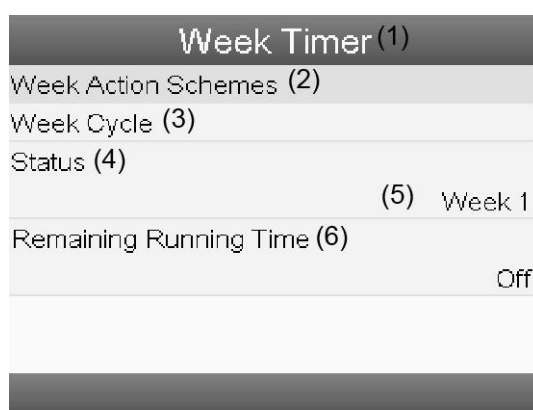 Week Timer (1)
Week Action Schemes (2)
Week Cycle (3)
Status (4)
(5) Week 1
Remaining Running Time (6)
Off